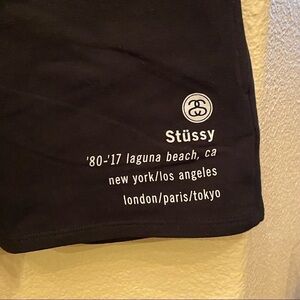 Stüssy
'80-'17 laguna beach, ca
new york/los angeles
london/paris/tokyo